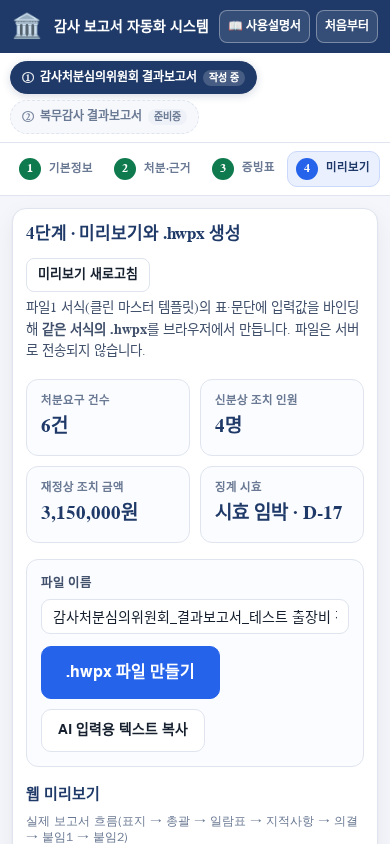 감사 보고서 자동화 시스템
📖 사용설명서
처음부터
① 감사처분심의위원회 결과보고서 작성 중
② 복무감사 결과보고서 준비중
1 기본정보
2 처분·근거
3 증빙표
4 미리보기
4단계 · 미리보기와 .hwpx 생성
미리보기 새로고침
파일1 서식(클린 마스터 템플릿)의 표·문단에 입력값을 바인딩
해 같은 서식의 .hwpx를 브라우저에서 만듭니다. 파일은 서버
로 전송되지 않습니다.
처분요구 건수
6건
신분상 조치 인원
4명
재정상 조치 금액
3,150,000원
징계 시효
시효 임박 · D-17
파일 이름
감사처분심의위원회_결과보고서_테스트 출장비
.hwpx 파일 만들기
AI 입력용 텍스트 복사
웹 미리보기
실제 보고서 흐름(표지 → 총괄 → 일람표 → 지적사항 → 의결
→ 붙임1 → 붙임2)